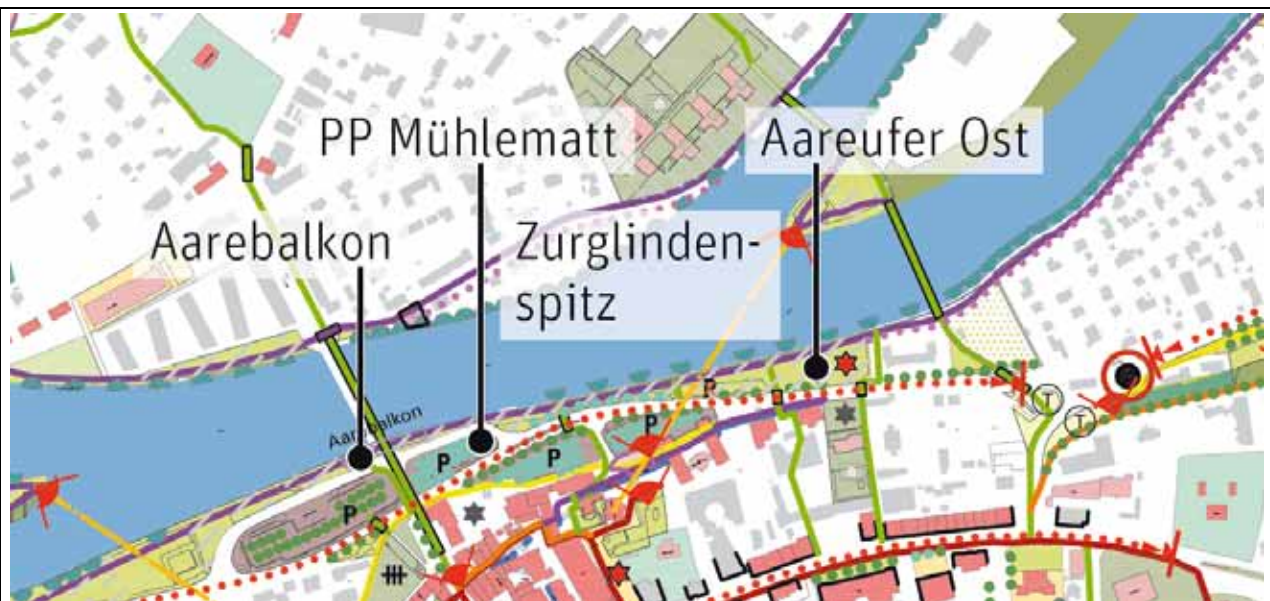 PP Mühlematt
Aareufer Ost
Aarebalkon
Zurglinden-
spitz
Aarebalkon
P
P
P
P
P
T
T